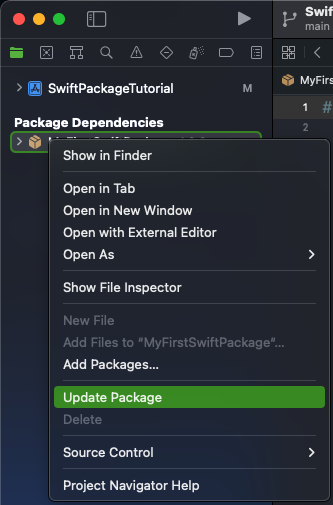 Swif
main
SwiftPackageTutorial M
MyFirs
Package Dependencies
1 #
2
Show in Finder
Open in Tab
Open in New Window
Open with External Editor
Open As
Show File Inspector
New File
Add Files to “MyFirstSwiftPackage“...
Add Packages...
Update Package
Delete
Source Control
Project Navigator Help